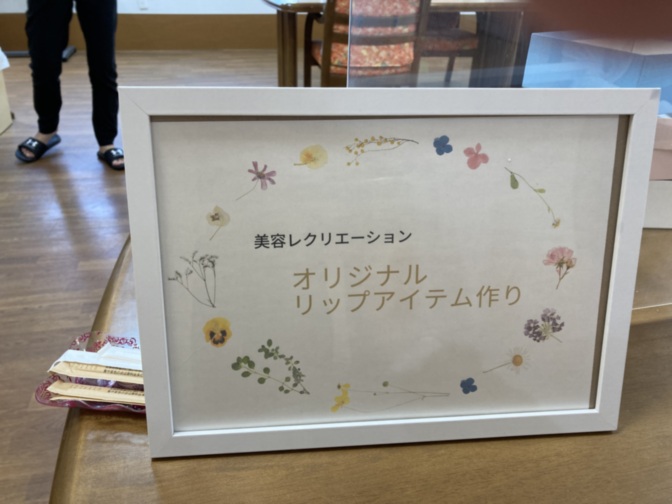 美容レクリエーション
オリジナル
リップアイテム作り